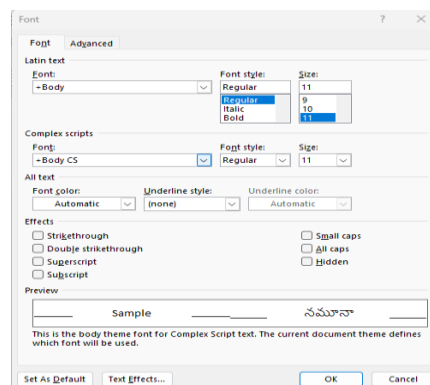 Font ? ×
Font Advanced
Latin text
Font: Font style: Size:
+Body Regular 11
Regular 9
Italic 10
Bold 11
Complex scripts
Font: Font style: Size:
+Body CS Regular 11
All text
Font color: Underline style: Underline color:
Automatic (none) Automatic
Effects
Strikethrough Small caps
Double strikethrough All caps
Superscript Hidden
Subscript
Preview
Sample నమూనా
This is the body theme font for Complex Script text. The current document theme defines
which font will be used.
Set As Default Text Effects... OK Cancel